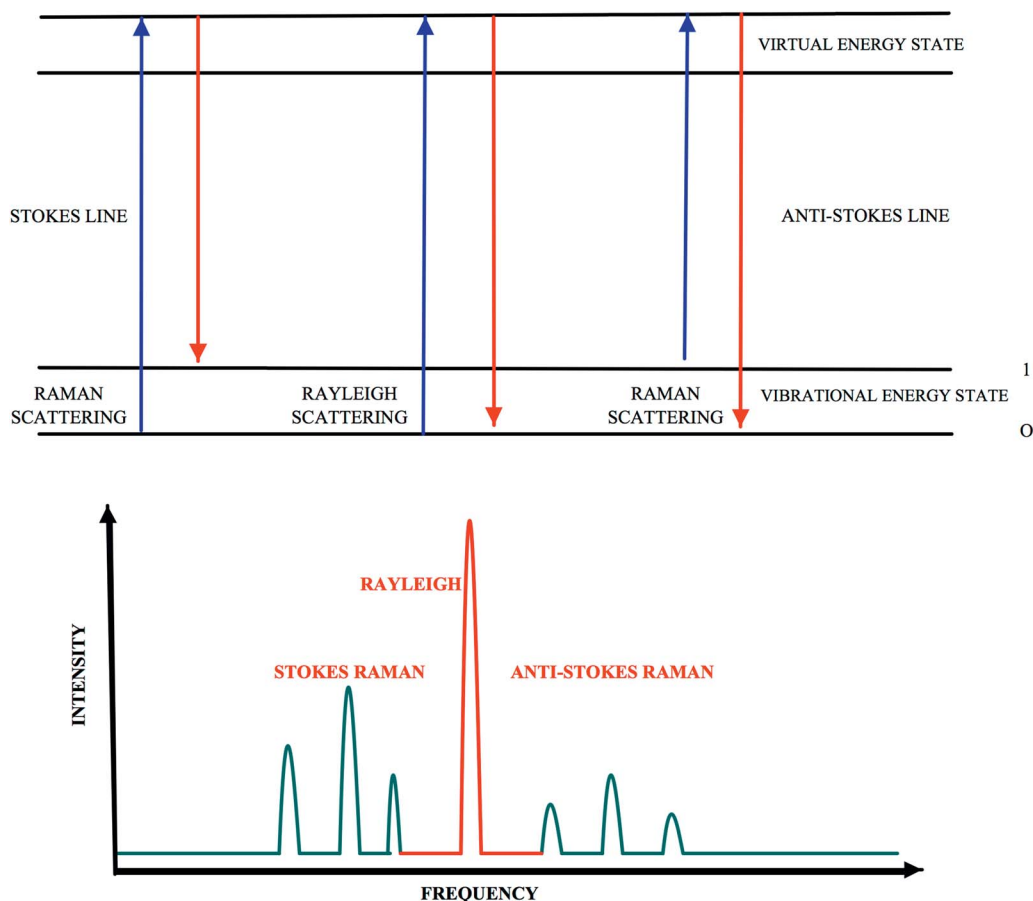 VIRTUAL ENERGY STATE
STOKES LINE
ANTI-STOKES LINE
1
RAMAN
SCATTERING
RAYLEIGH
SCATTERING
RAMAN
SCATTERING
VIBRATIONAL ENERGY STATE
O
RAYLEIGH
STOKES RAMAN
ANTI-STOKES RAMAN
INTENSITY
FREQUENCY